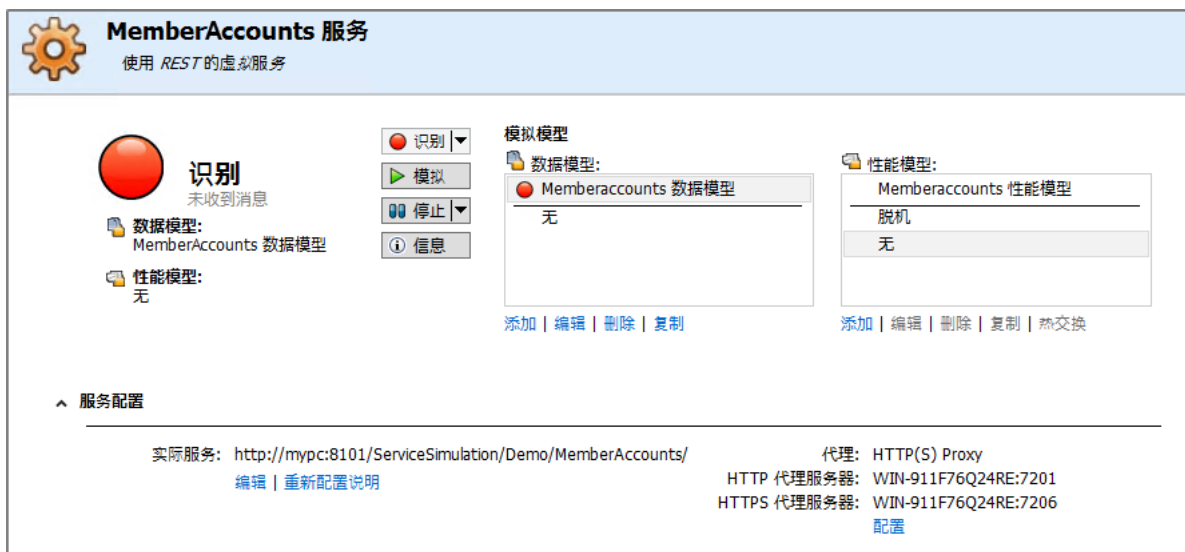 MemberAccounts 服务
使用 REST 的虚拟服务
识别
未收到消息
数据模型:
MemberAccounts 数据模型
性能模型:
无
识别
模拟
停止
信息
模拟模型
数据模型:
Memberaccounts 数据模型
无
添加 | 编辑 | 删除 | 复制
性能模型:
Memberaccounts 性能模型
脱机
无
添加 | 编辑 | 删除 | 复制 | 热交换
服务配置
实际服务: http://mypc:8101/ServiceSimulation/Demo/MemberAccounts/
编辑 | 重新配置说明
代理: HTTP(S) Proxy
HTTP 代理服务器: WIN-911F76Q24RE:7201
HTTPS 代理服务器: WIN-911F76Q24RE:7206
配置